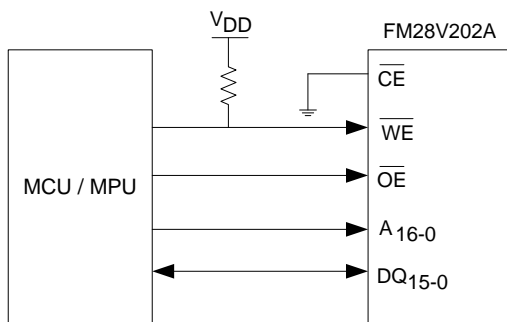 VDD
FM28V202A
CE
WE
MCU / MPU
OE
A16-0
DQ15-0